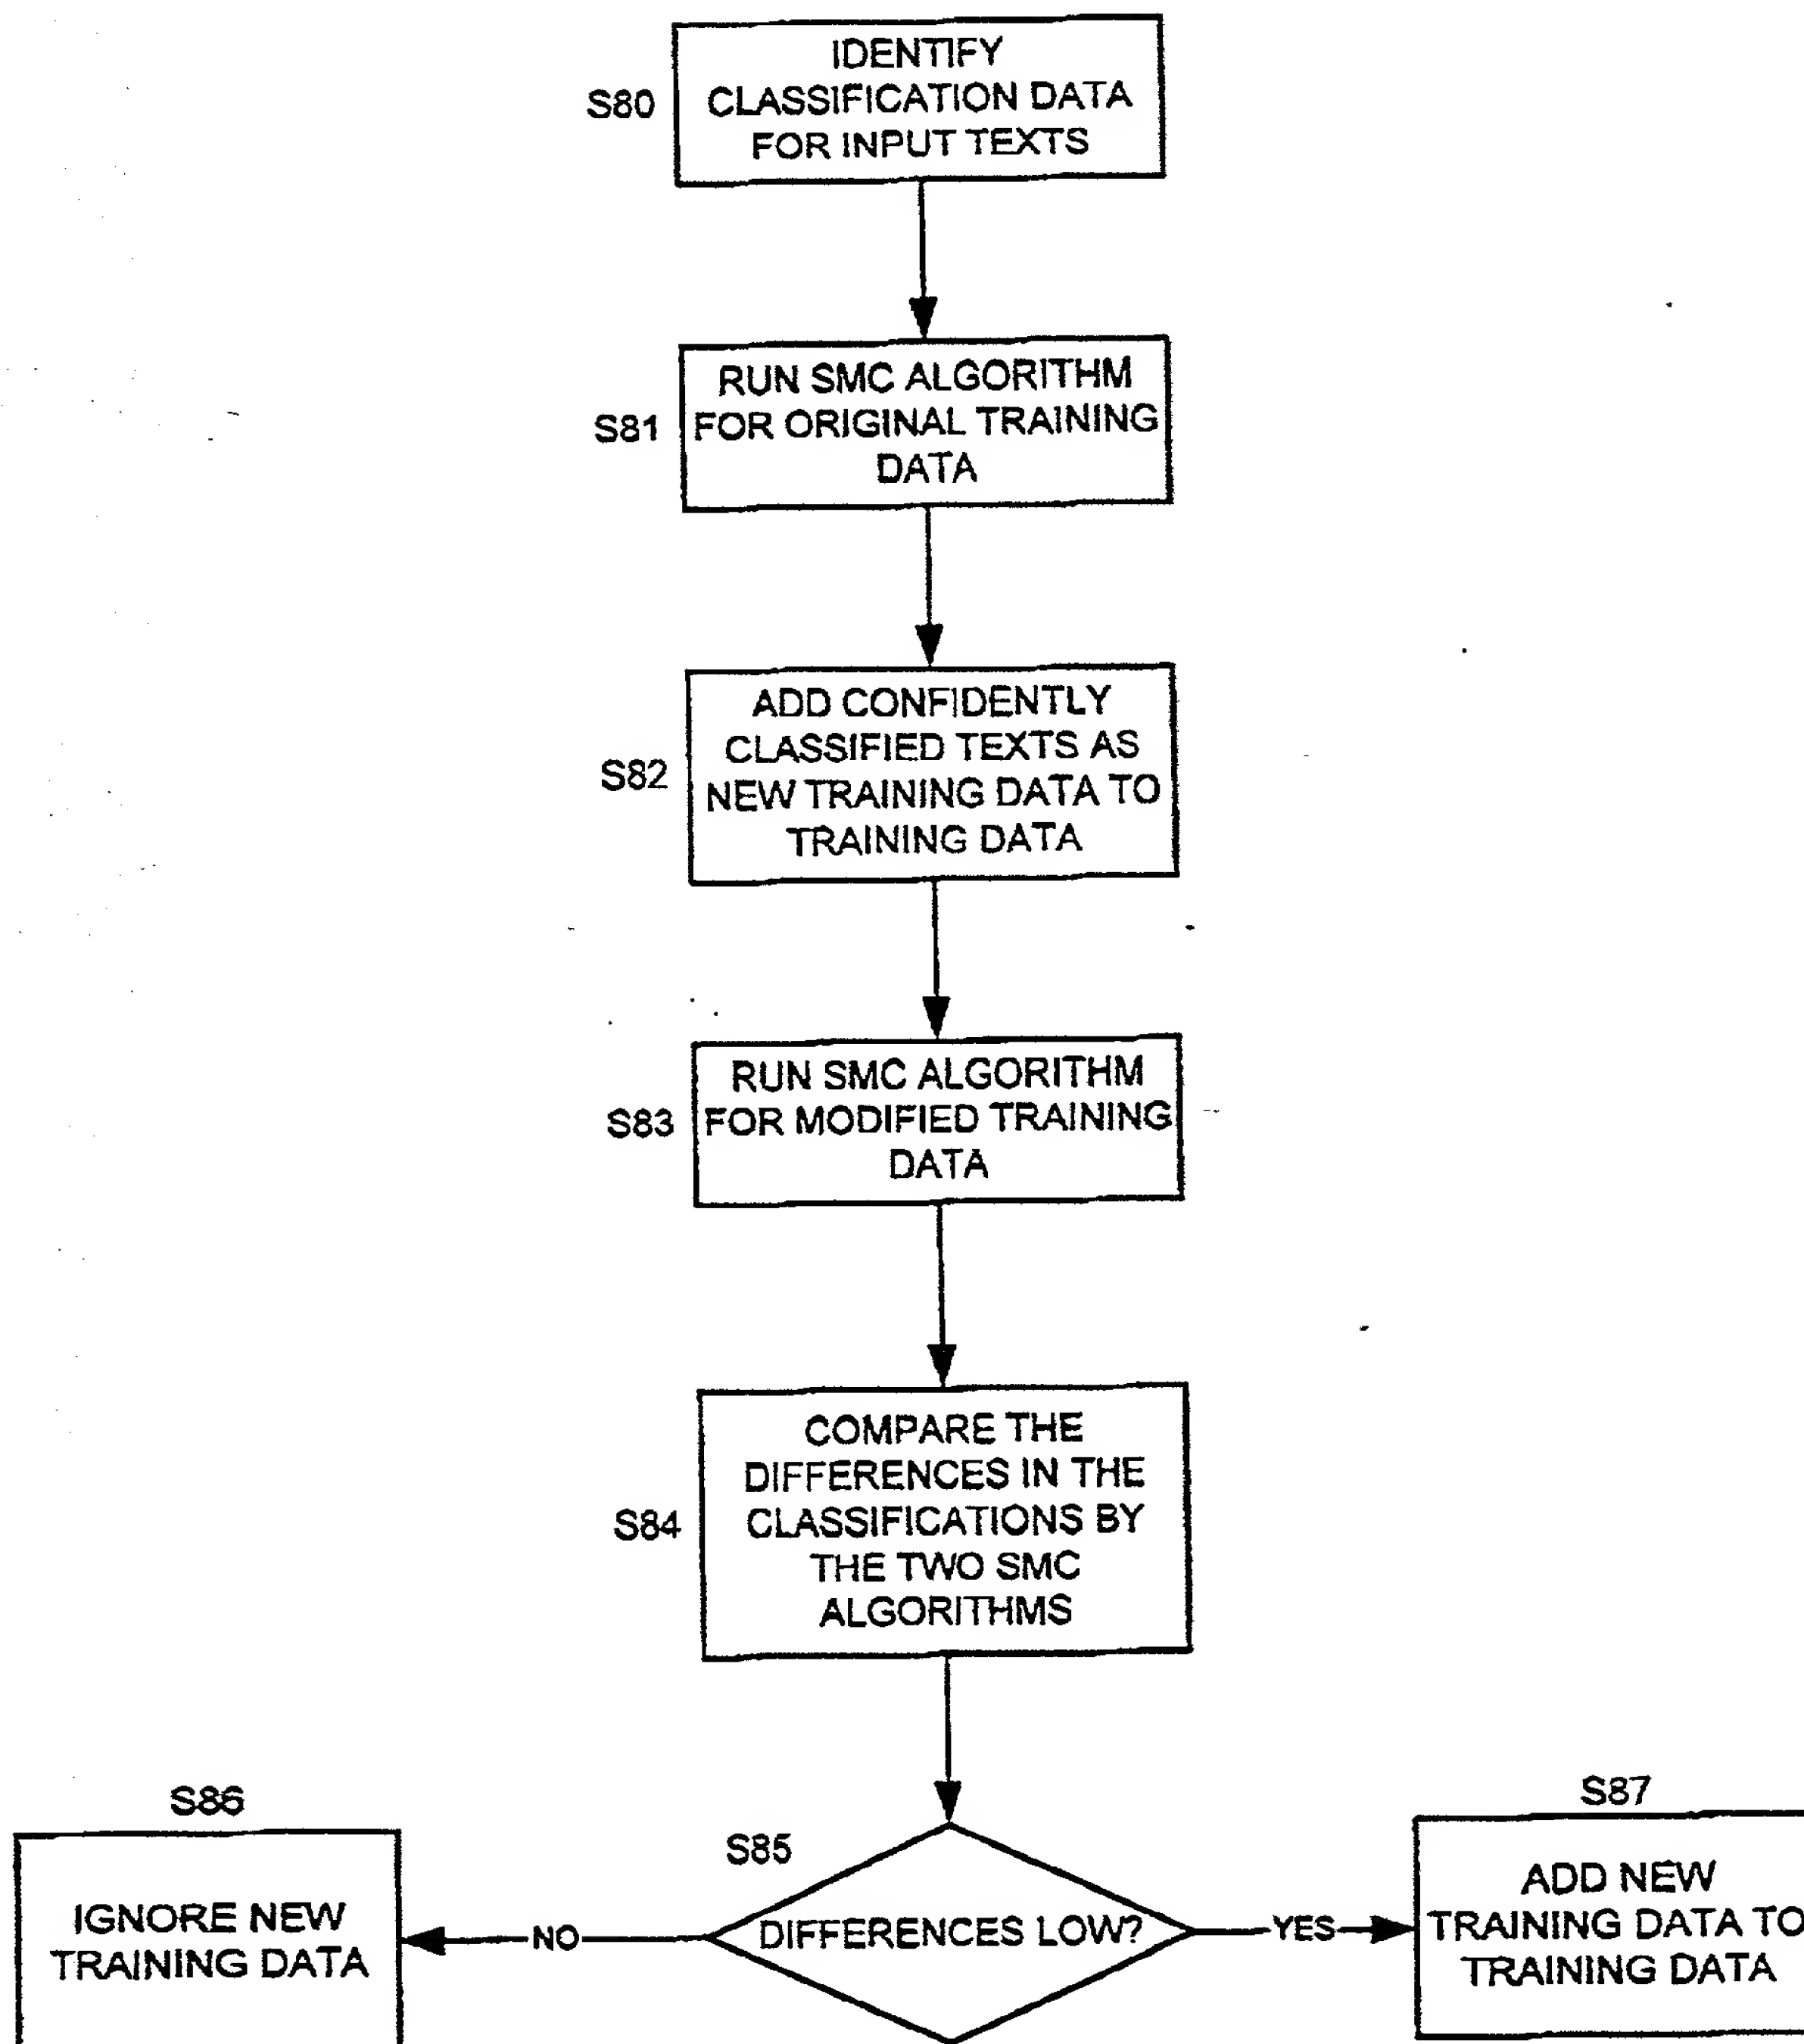 IDENTIFY
S80
CLASSIFICATION DATA
FOR INPUT TEXTS
RUN SMC ALGORITHM
S81
FOR ORIGINAL TRAINING
DATA
ADD CONFIDENTLY
CLASSIFIED TEXTS AS
S82
NEW TRAINING DATA TO
TRAINING DATA
RUN SMC ALGORITHM
S83
FOR MODIFIED TRAINING
DATA
COMPARE THE
DIFFERENCES IN THE
S84
CLASSIFICATIONS BY
THE TWO SMC
ALGORITHMS
S85
DIFFERENCES LOW?
NO
S86
IGNORE NEW
TRAINING DATA
YES
S87
ADD NEW
TRAINING DATA TO
TRAINING DATA